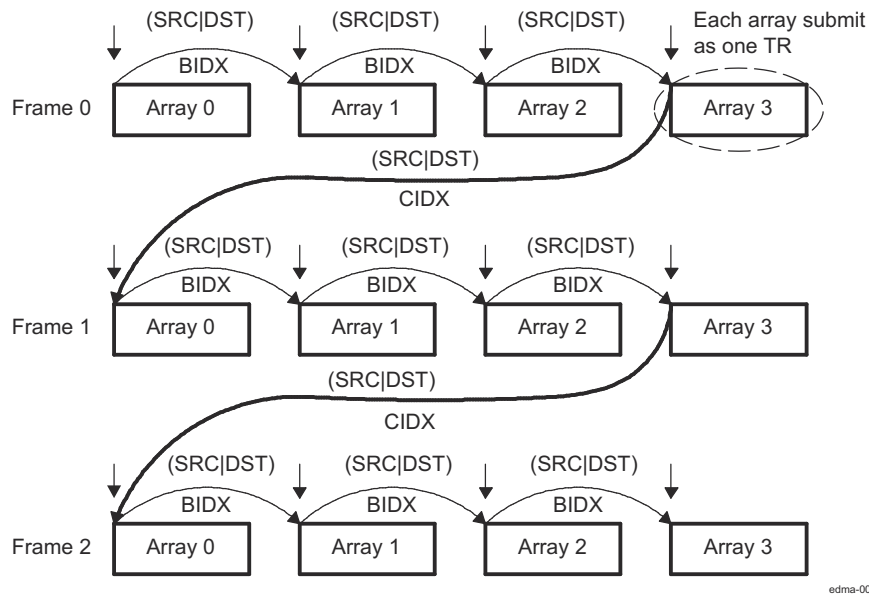 (SRC|DST) (SRC|DST) (SRC|DST) Each array submit
as one TR
BIDX BIDX BIDX
Frame 0 Array 0 Array 1 Array 2 Array 3
(SRC|DST)
CIDX
(SRC|DST) (SRC|DST) (SRC|DST)
BIDX BIDX BIDX
Frame 1 Array 0 Array 1 Array 2 Array 3
(SRC|DST)
CIDX
(SRC|DST) (SRC|DST) (SRC|DST)
BIDX BIDX BIDX
Frame 2 Array 0 Array 1 Array 2 Array 3
edma-00